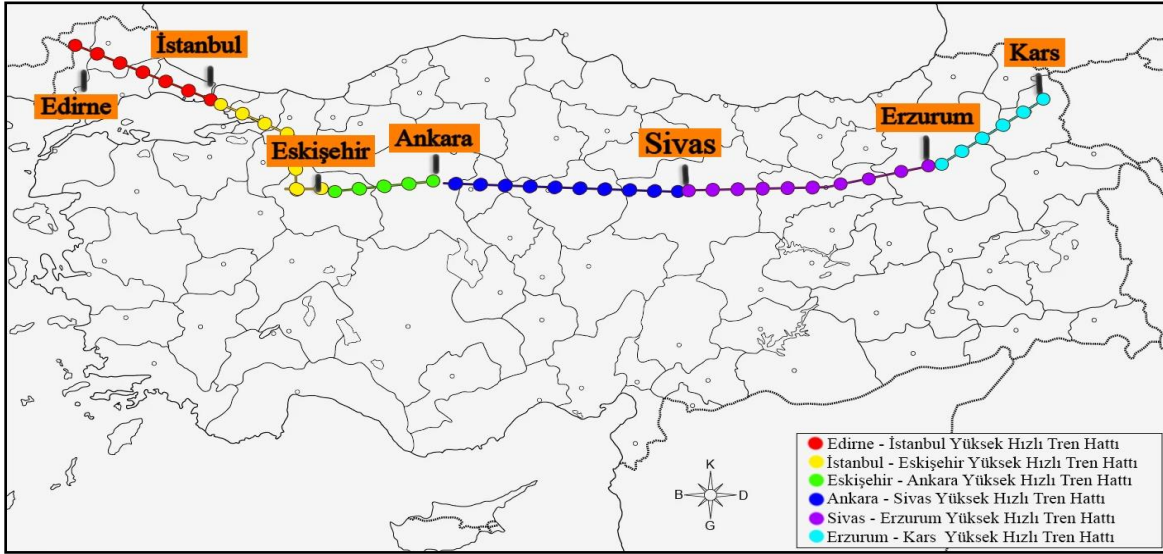 İstanbul
Kars
Edirne
Eskişehir
Ankara
Sivas
Erzurum
K
B D
G
Edirne - İstanbul Yüksek Hızlı Tren Hattı
İstanbul - Eskişehir Yüksek Hızlı Tren Hattı
Eskişehir - Ankara Yüksek Hızlı Tren Hattı
Ankara - Sivas Yüksek Hızlı Tren Hattı
Sivas - Erzurum Yüksek Hızlı Tren Hattı
Erzurum - Kars Yüksek Hızlı Tren Hattı